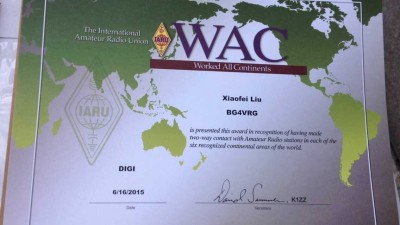 The International
Amateur Radio Union
IARU
WAC
Worked All Continents
Xiaofei Liu
BG4VRG
is presented this award in recognition of having made
two-way contact with Amateur Radio stations in each of the
six recognized continental areas of the world.
IARU
DIGI
6/16/2015
Date
K1ZZ
Secretary